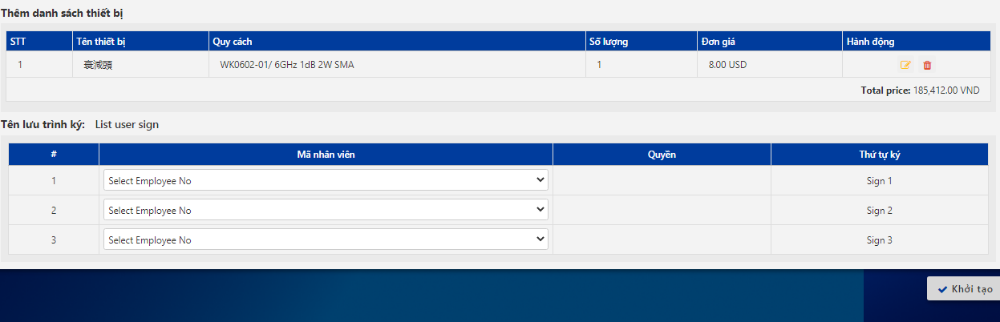 Thêm danh sách thiết bị
STT Tên thiết bị Quy cách Số lượng Đơn giá Hành động
1 衰減頭 WK0602-01/ 6GHz 1dB 2W SMA 1 8.00 USD
Total price: 185,412.00 VND
Tên lưu trình ký: List user sign
# Mã nhân viên Quyền Thứ tự ký
1 Select Employee No Sign 1
2 Select Employee No Sign 2
3 Select Employee No Sign 3
Khởi tạo